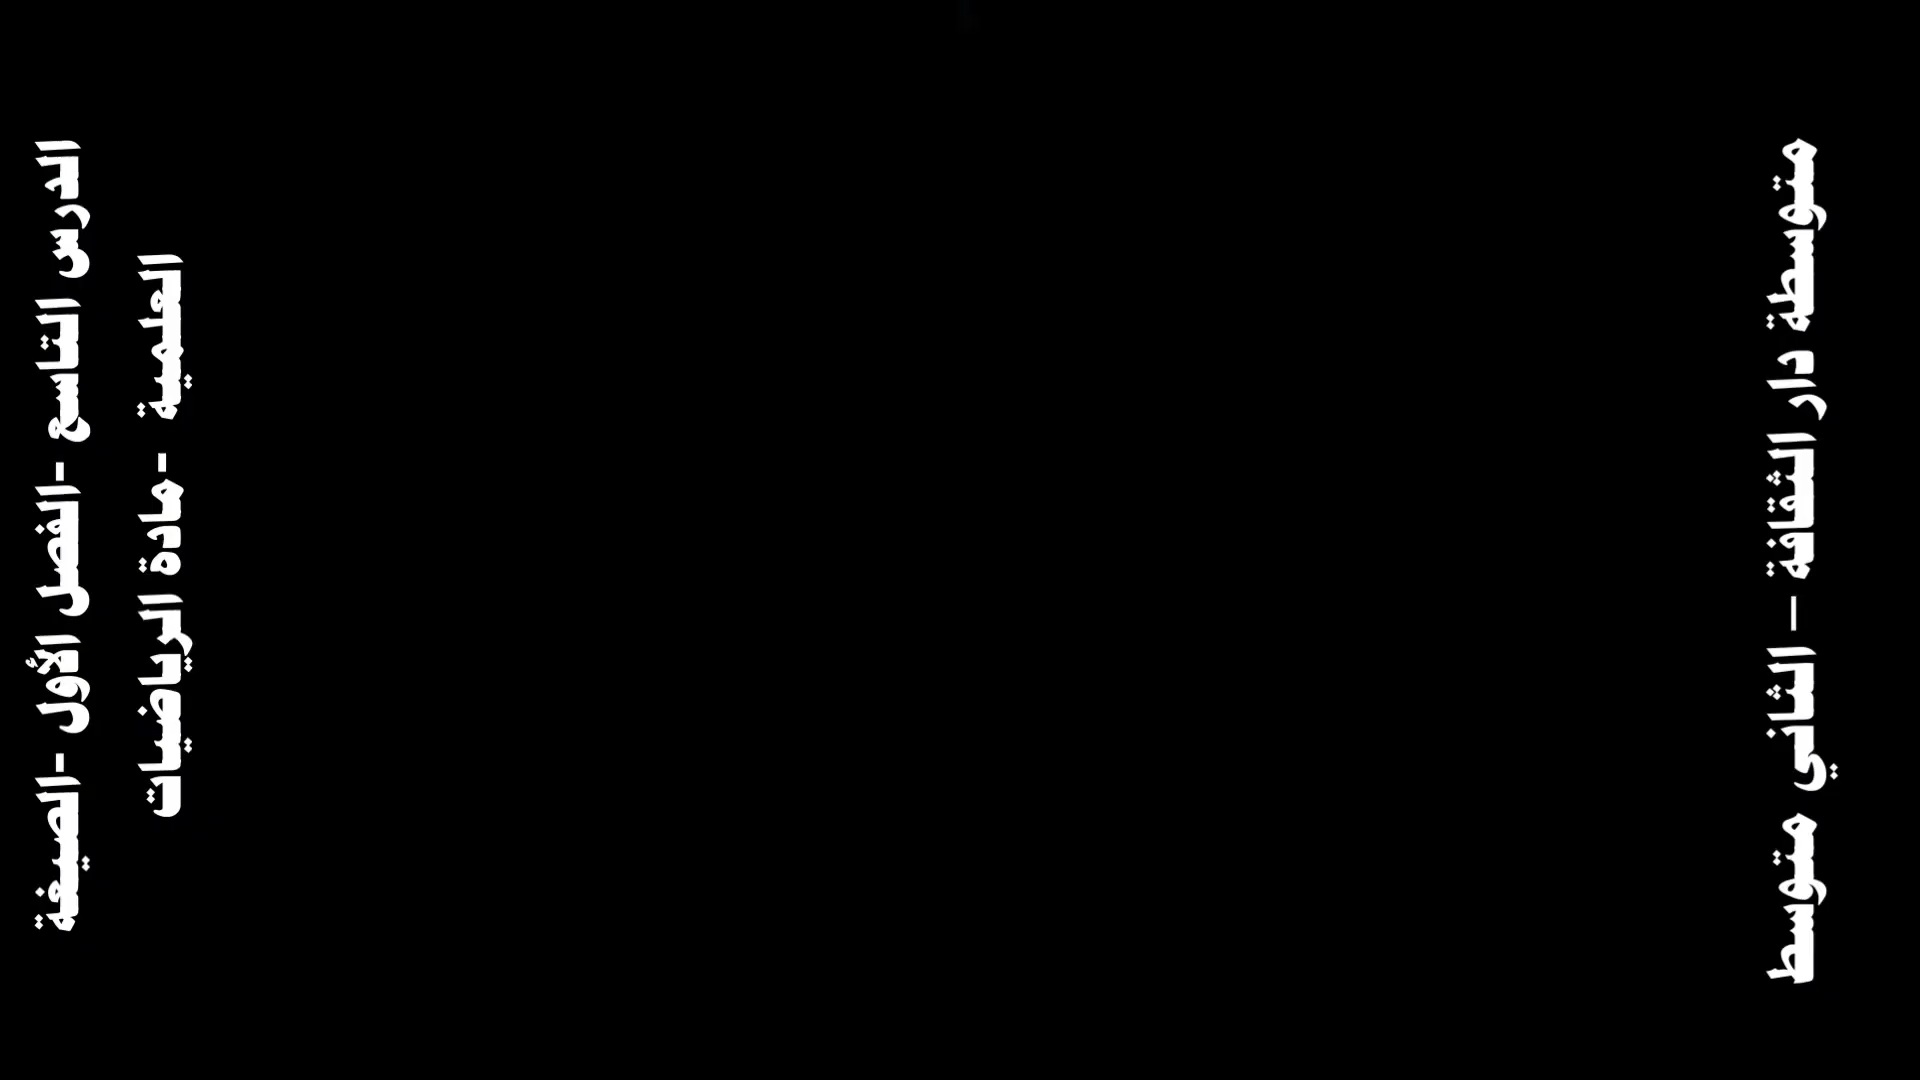 الدرس التاسع -الفصل الأول -الصيغة
العلمية -مادة الرياضيات
متوسطة دار الثقافة – الثاني متوسط